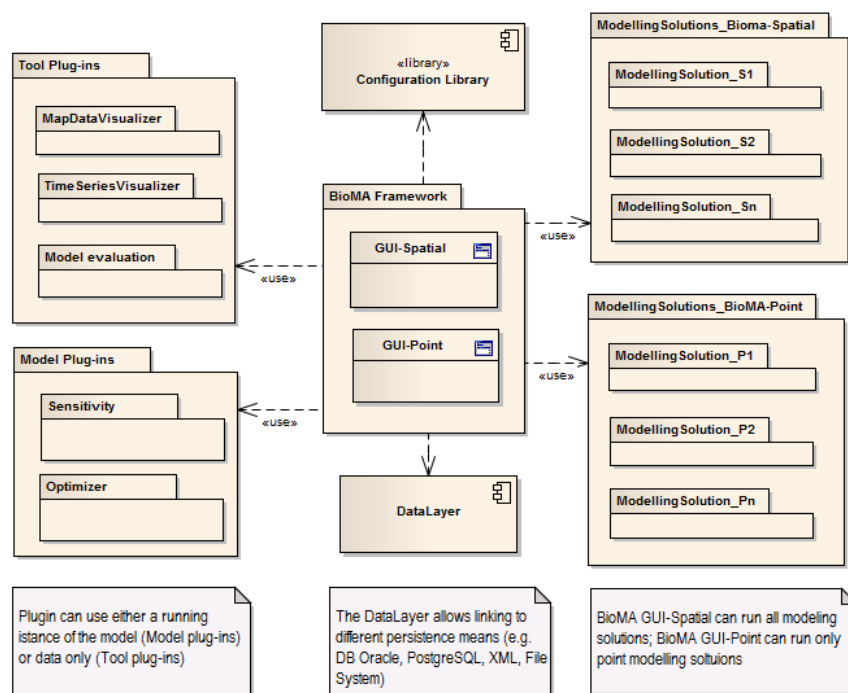 Tool Plug-ins
MapDataVisualizer
TimeSeriesVisualizer
Model evaluation
«library»
Configuration Library
ModellingSolutions_Bioma-Spatial
ModellingSolution_S1
ModellingSolution_S2
ModellingSolution_Sn
BioMA Framework
GUI-Spatial
GUI-Point
«use»
«use»
«use»
«use»
Model Plug-ins
Sensitivity
Optimizer
ModellingSolutions_BioMA-Point
ModellingSolution_P1
ModellingSolution_P2
ModellingSolution_Pn
DataLayer
Plugin can use either a running
istance of the model (Model plug-ins)
or data only (Tool plug-ins)
The DataLayer allows linking to
different persistence means (e.g.
DB Oracle, PostgreSQL, XML, File
System)
BioMA GUI-Spatial can run all modeling
solutions; BioMA GUI-Point can run only
point modelling soltuions